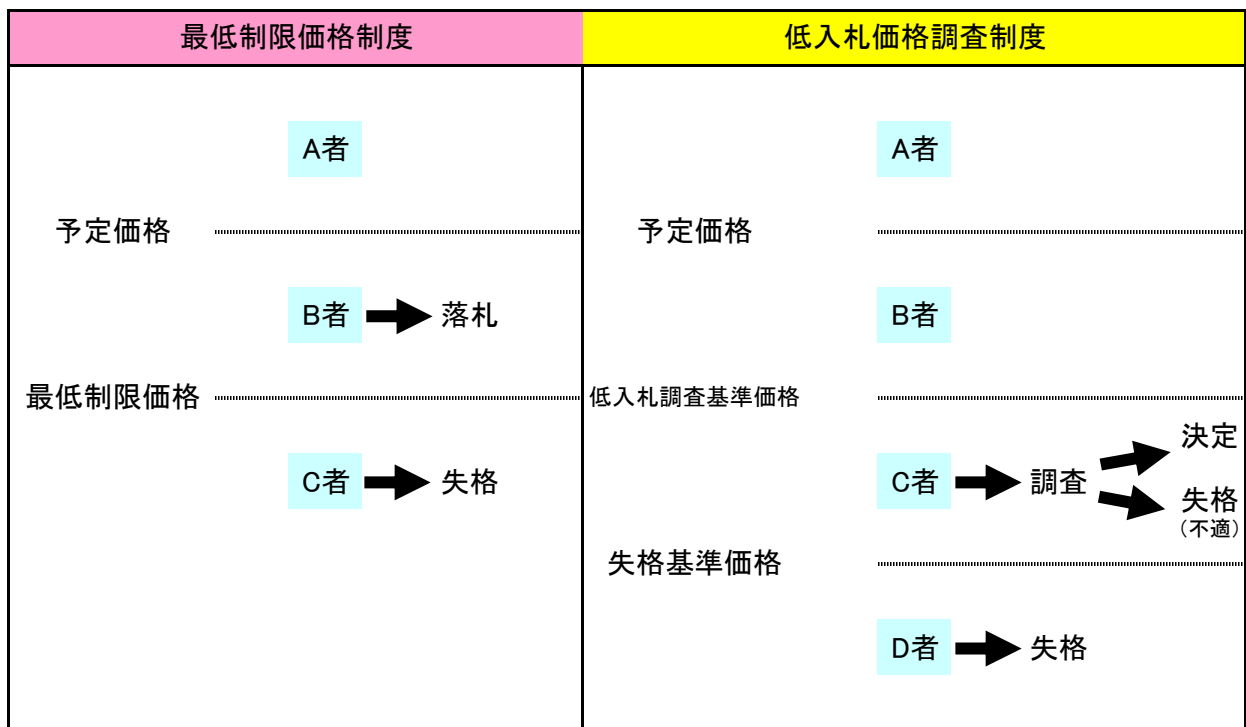 最低制限価格制度
低入札価格調査制度
A者
予定価格
B者
落札
最低制限価格
C者
失格
A者
予定価格
B者
低入札調査基準価格
C者
調査
決定
失格
(不適)
失格基準価格
D者
失格